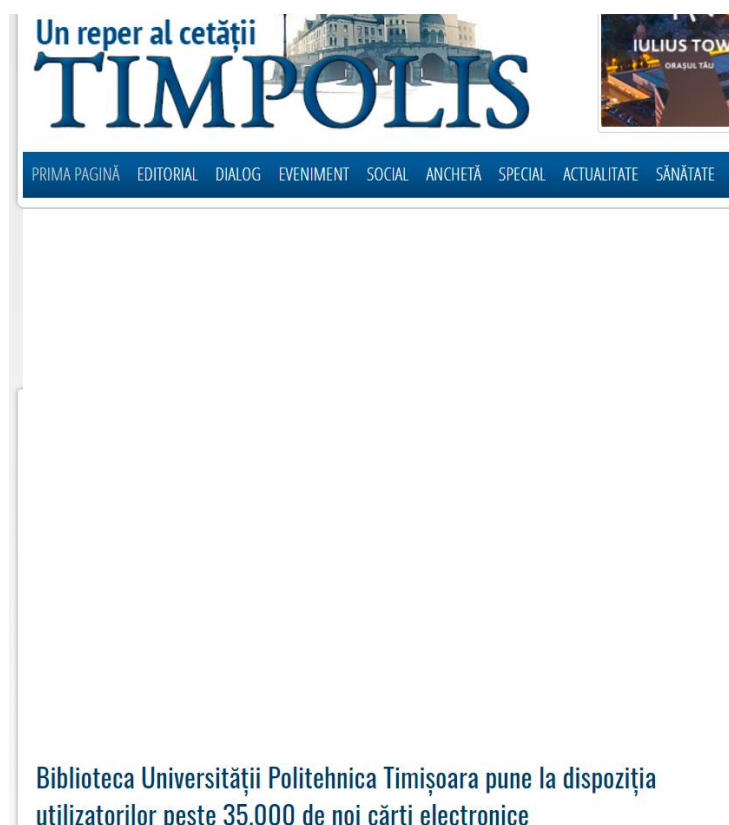 Un reper al cetății
TIMPOLIS
IULIUS TOW
ORAȘUL TĂU
PRIMA PAGINĂ EDITORIAL DIALOG EVENIMENT SOCIAL ANCHETĂ SPECIAL ACTUALITATE SĂNĂTATE
Biblioteca Universității Politehnica Timișoara pune la dispoziția
utilizatorilor peste 35.000 de noi cărți electronice